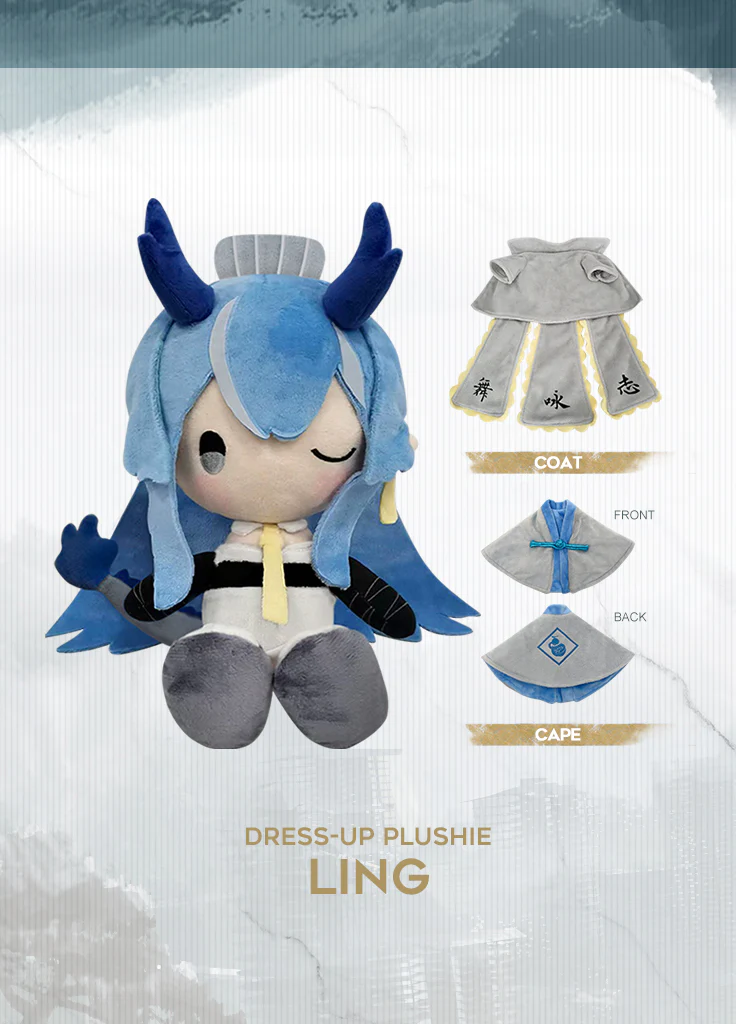 舞
咏
志
COAT
FRONT
BACK
CAPE
DRESS-UP PLUSHIE
LING